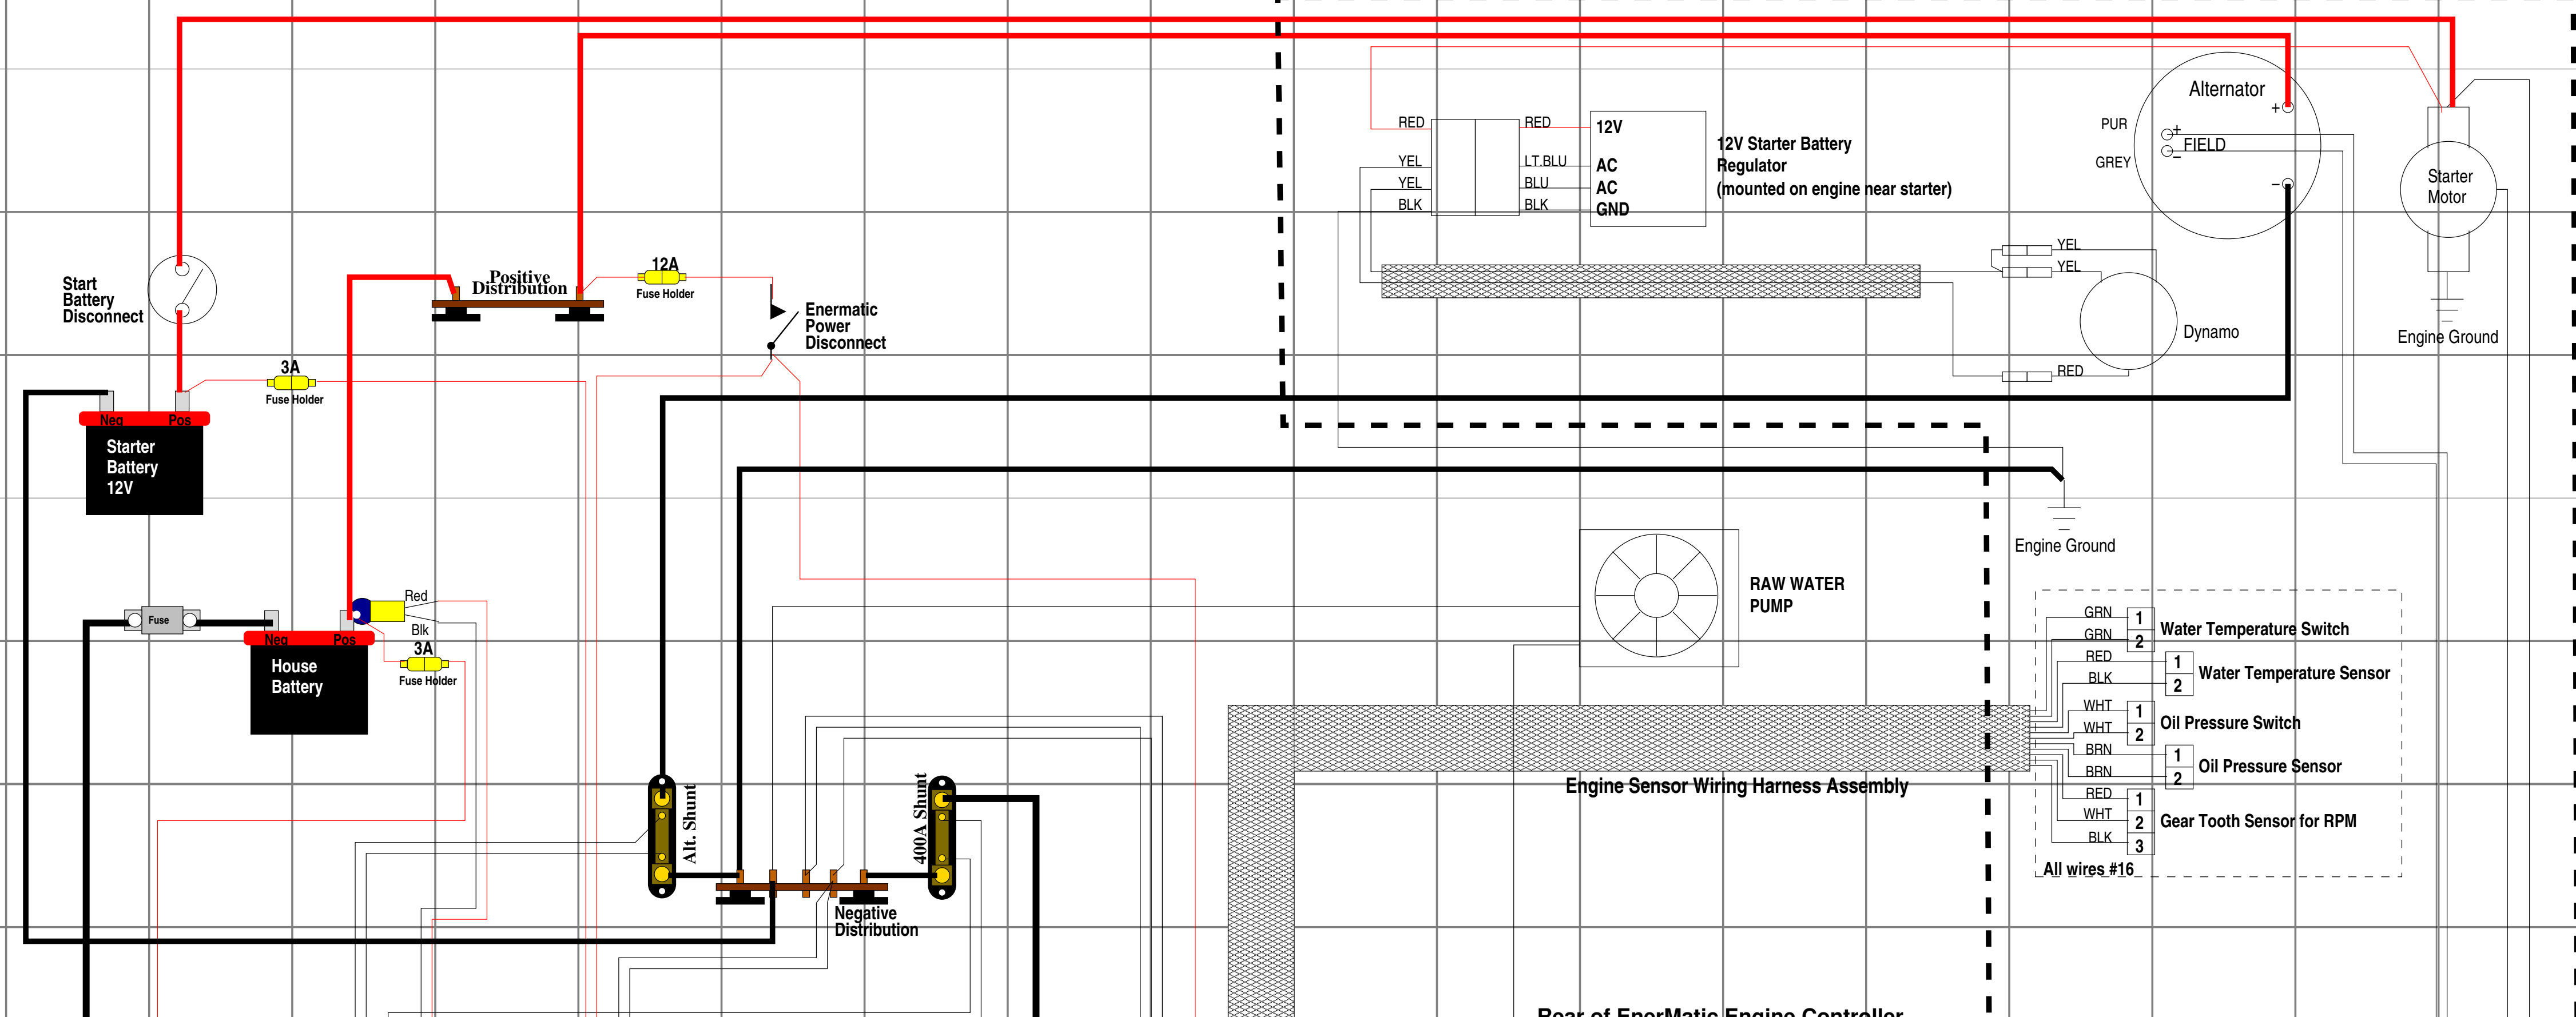 Alternator
+
PUR
+
FIELD
GREY
−
−
Starter
Motor
Engine Ground
RED
RED
12V
YEL
LT.BLU
AC
YEL
BLU
AC
BLK
BLK
GND
12V Starter Battery
Regulator
(mounted on engine near starter)
YEL
YEL
Dynamo
RED
Start
Battery
Disconnect
Positive
Distribution
12A
Fuse Holder
Enermatic
Power
Disconnect
3A
Fuse Holder
Neg
Pos
Starter
Battery
12V
Engine Ground
RAW WATER
PUMP
Fuse
Red
Blk
Neg
Pos
3A
Fuse Holder
House
Battery
GRN
1
GRN
2
Water Temperature Switch
RED
1
BLK
2
Water Temperature Sensor
WHT
1
WHT
2
Oil Pressure Switch
BRN
1
BRN
2
Oil Pressure Sensor
RED
1
WHT
2
BLK
3
Gear Tooth Sensor for RPM
All wires #16
Engine Sensor Wiring Harness Assembly
Alt. Shunt
400A Shunt
Negative
Distribution
Rear of EnerMatic Engine Controller